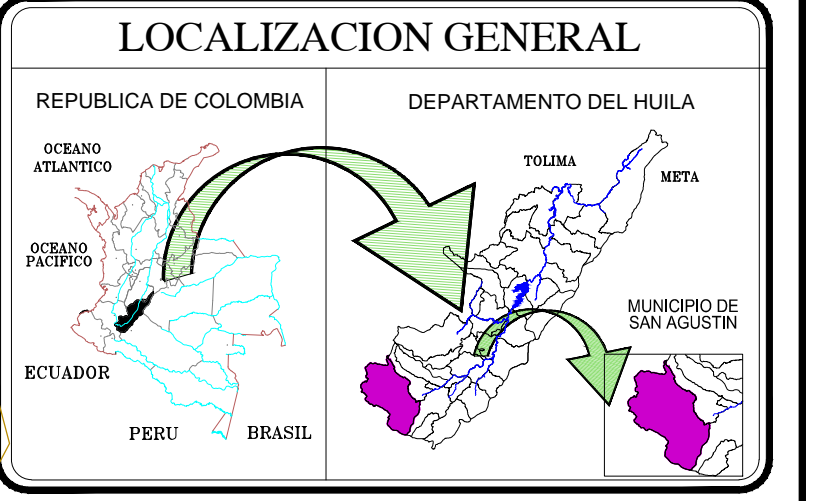 LOCALIZACION GENERAL
REPUBLICA DE COLOMBIA
OCEANO
ATLANTICO
OCEANO
PACIFICO
ECUADOR
PERU
BRASIL
DEPARTAMENTO DEL HUILA
TOLIMA
META
MUNICIPIO DE
SAN AGUSTIN